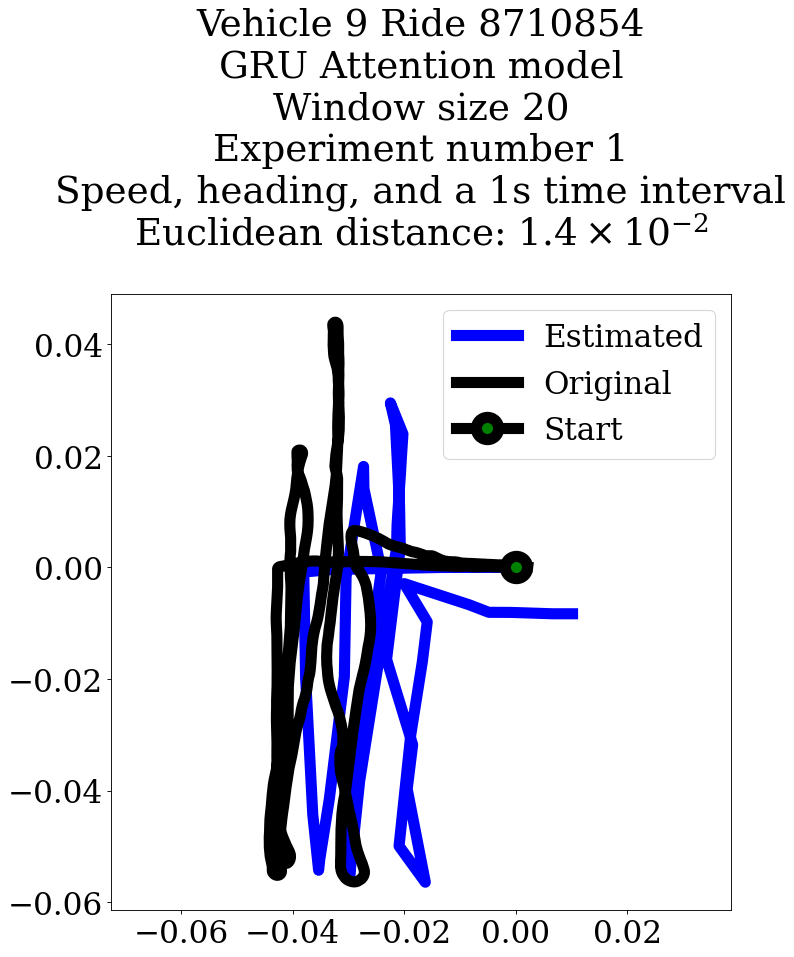 Vehicle 9 Ride 8710854
GRU Attention model
Window size 20
Experiment number 1
Speed, heading, and a 1s time interval
Euclidean distance: 1.4 × 10⁻²
Estimated
Original
Start
0.04
0.02
0.00
−0.02
−0.04
−0.06
−0.06 −0.04 −0.02 0.00 0.02